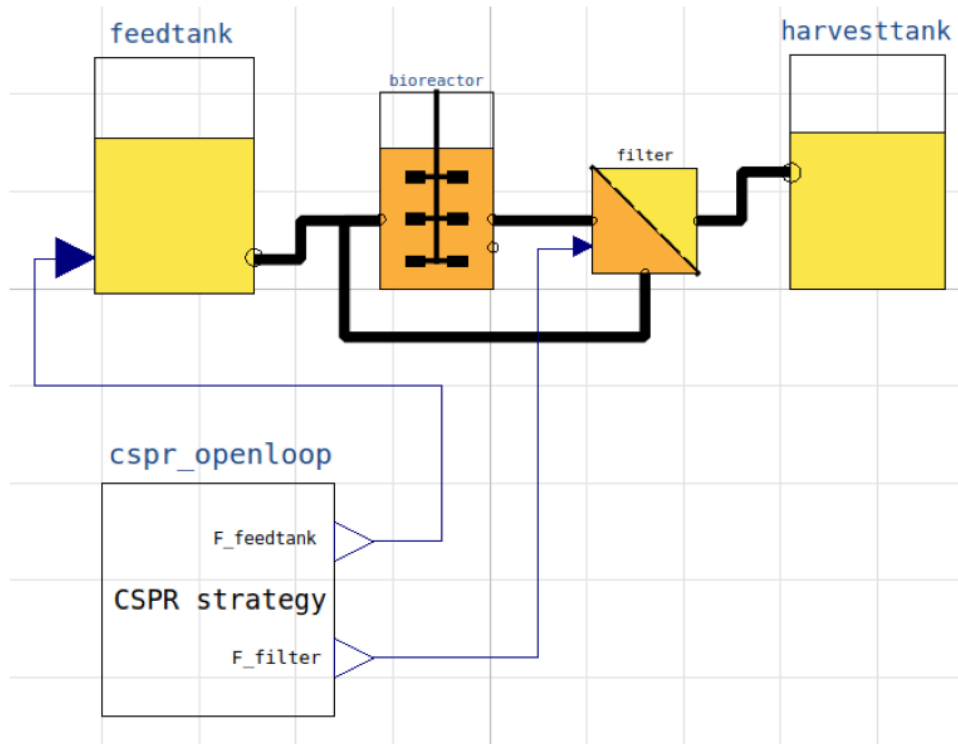 feedtank
harvesttank
bioreactor
filter
cspr_openloop
F_feedtank
CSPR strategy
F_filter